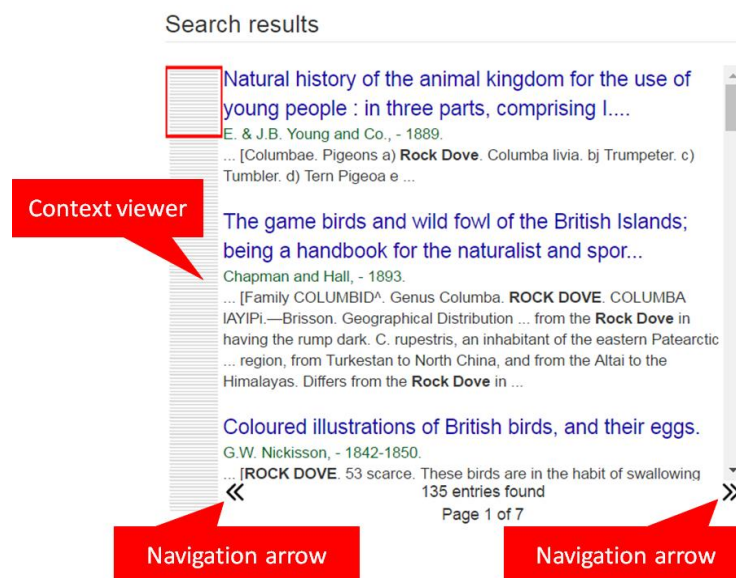 Search results
Natural history of the animal kingdom for the use of
young people : in three parts, comprising I....
E. & J.B. Young and Co., - 1889.
... [Columbae. Pigeons a) Rock Dove. Columba livia. bj Trumpeter. c)
Tumbler. d) Tern Pigeoa e ...
Context viewer
The game birds and wild fowl of the British Islands;
being a handbook for the naturalist and spor...
Chapman and Hall, - 1893.
... [Family COLUMBID^. Genus Columba. ROCK DOVE. COLUMBA
lAYIPi.—Brisson. Geographical Distribution ... from the Rock Dove in
having the rump dark. C. rupestris, an inhabitant of the eastern Patearctic
... region, from Turkestan to North China, and from the Altai to the
Himalayas. Differs from the Rock Dove in ...
Coloured illustrations of British birds, and their eggs.
G.W. Nickisson, - 1842-1850.
... [ROCK DOVE. 53 scarce. These birds are in the habit of swallowing
135 entries found
Page 1 of 7
Navigation arrow
Navigation arrow